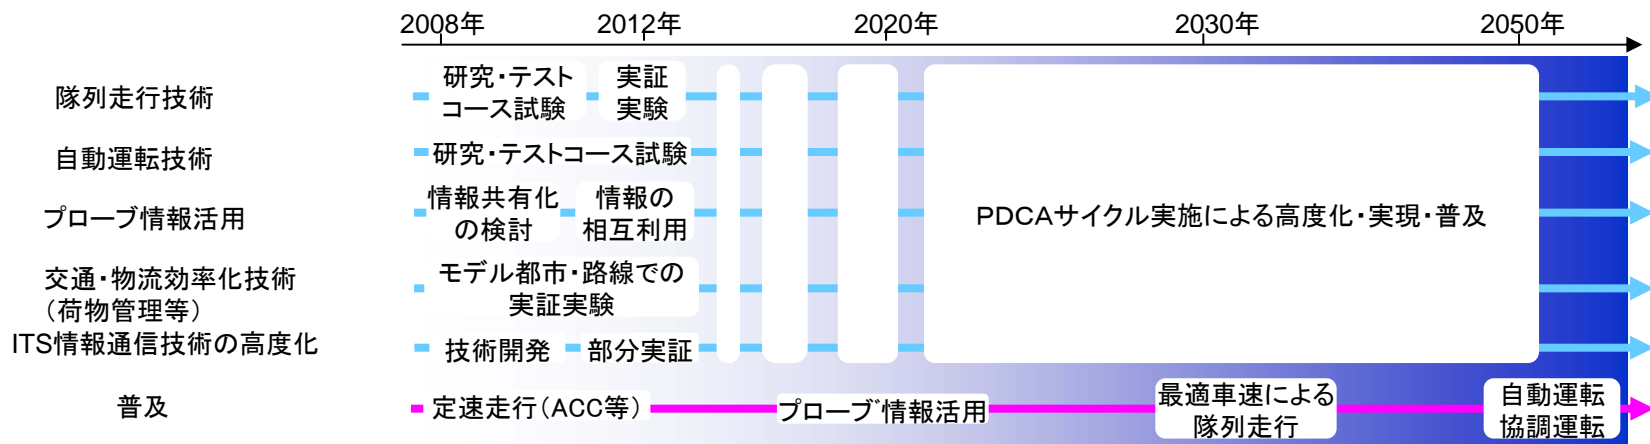 2008年 2012年 2020年 2030年 2050年
隊列走行技術
研究・テスト
コース試験
実証
実験
自動運転技術
研究・テストコース試験
プローブ情報活用
情報共有化
の検討
情報の
相互利用
PDCAサイクル実施による高度化・実現・普及
交通・物流効率化技術
(荷物管理等)
モデル都市・路線での
実証実験
ITS情報通信技術の高度化
技術開発
部分実証
普及
定速走行(ACC等)
プローブ情報活用
最適車速による
隊列走行
自動運転
協調運転